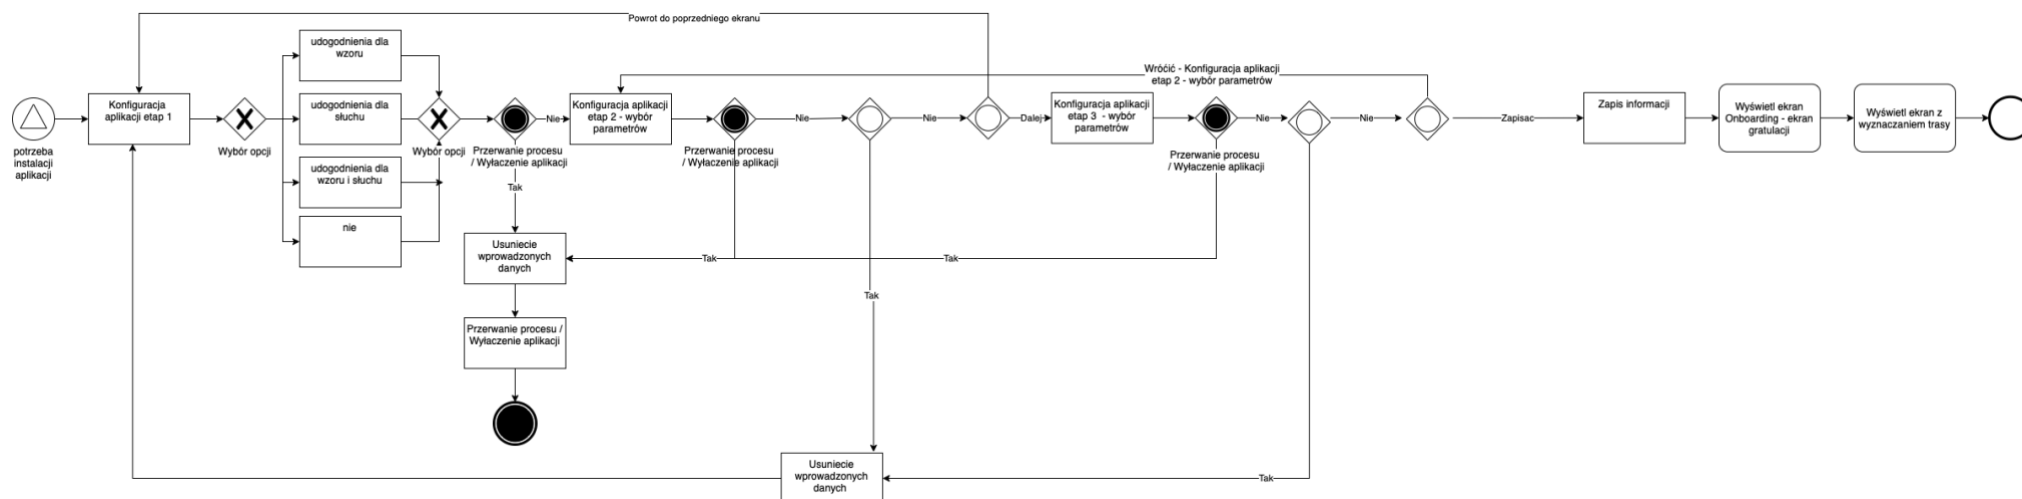 Powrot do poprzedniego ekranu
udogodnienia dla
wzoru
Wróćić - Konfiguracja aplikacji
etap 2 - wybór parametrów
Konfiguracja
aplikacji etap 1
udogodnienia dla
słuchu
Nie
Konfiguracja aplikacji
etap 2 - wybór
parametrów
Nie
Nie
Dalej
Konfiguracja aplikacji
etap 3 - wybór
parametrów
Nie
Nie
Zapisac
Zapis informacji
Wyświetl ekran
Onboarding - ekran
gratulacji
Wyświetl ekran z
wyznaczaniem trasy
potrzeba
instalacji
aplikacji
Wybór opcji
Wybór opcji
Przerwanie procesu
/ Wyłaczenie aplikacji
Przerwanie procesu
/ Wyłaczenie aplikacji
Przerwanie procesu
/ Wyłaczenie aplikacji
udogodnienia dla
wzoru i słuchu
Tak
nie
Usuniecie
wprowadzonych
danych
Tak
Tak
Tak
Przerwanie procesu /
Wyłaczenie aplikacji
Usuniecie
wprowadzonych
danych
Tak